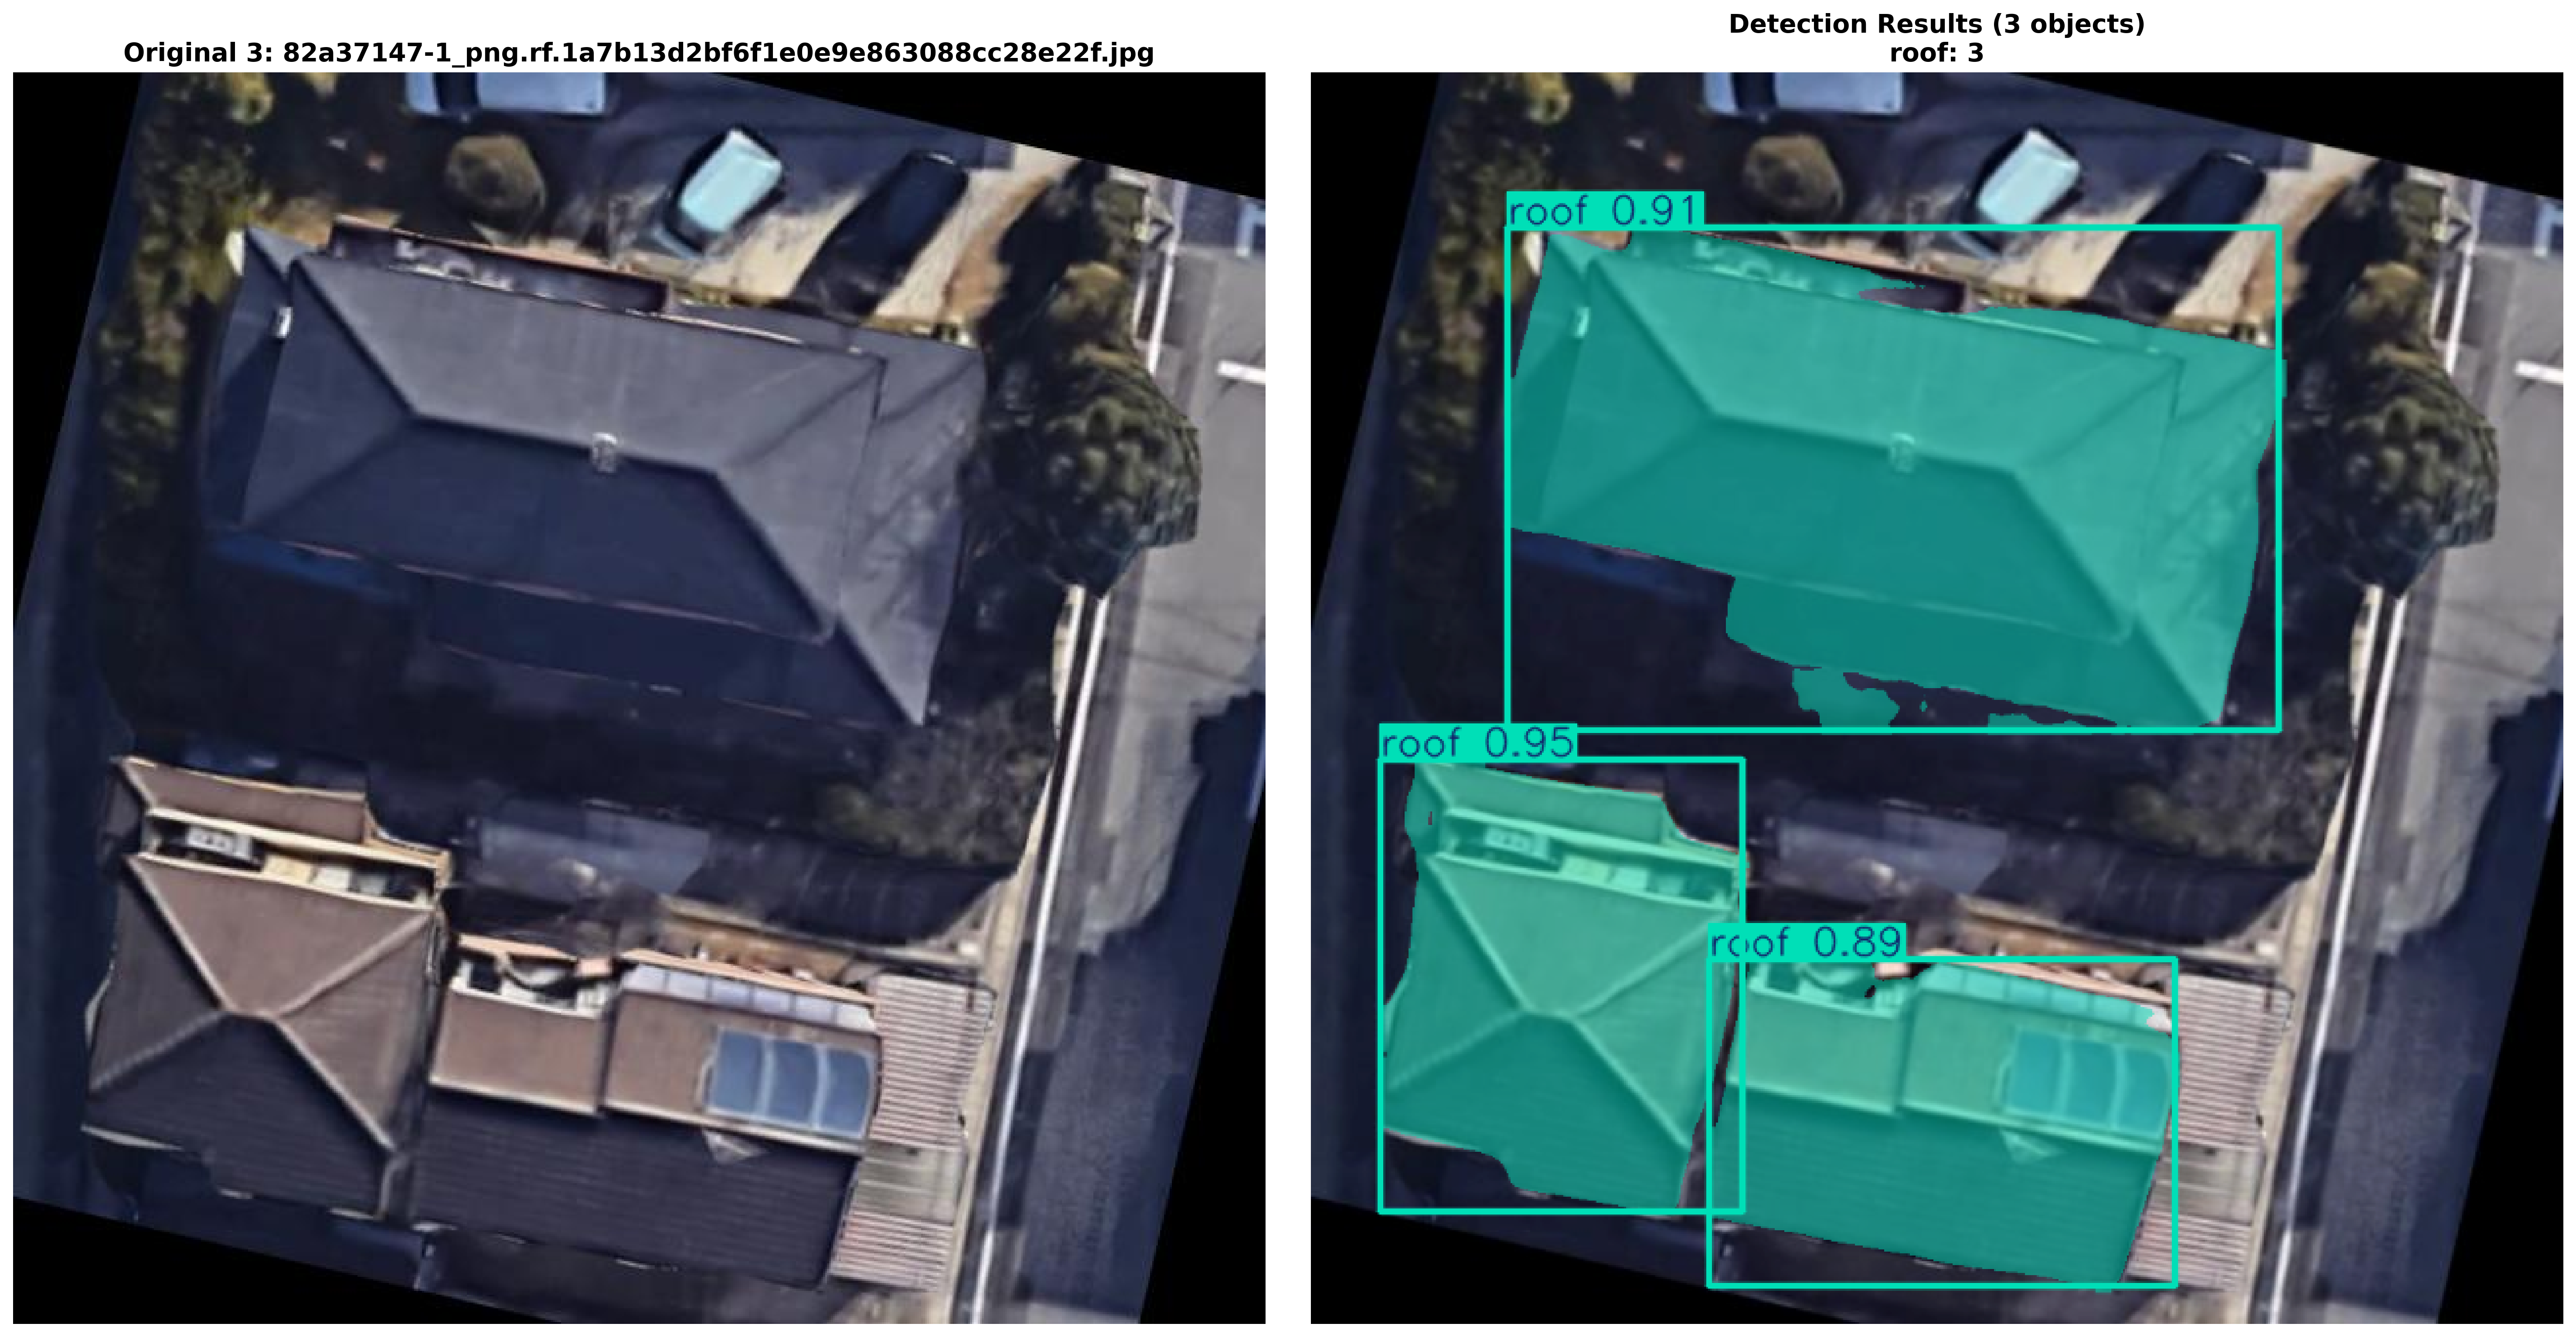 Original 3: 82a37147-1_png.rf.1a7b13d2bf6f1e0e9e863088cc28e22f.jpg
Detection Results (3 objects)
roof: 3
roof 0.91
roof 0.95
roof 0.89